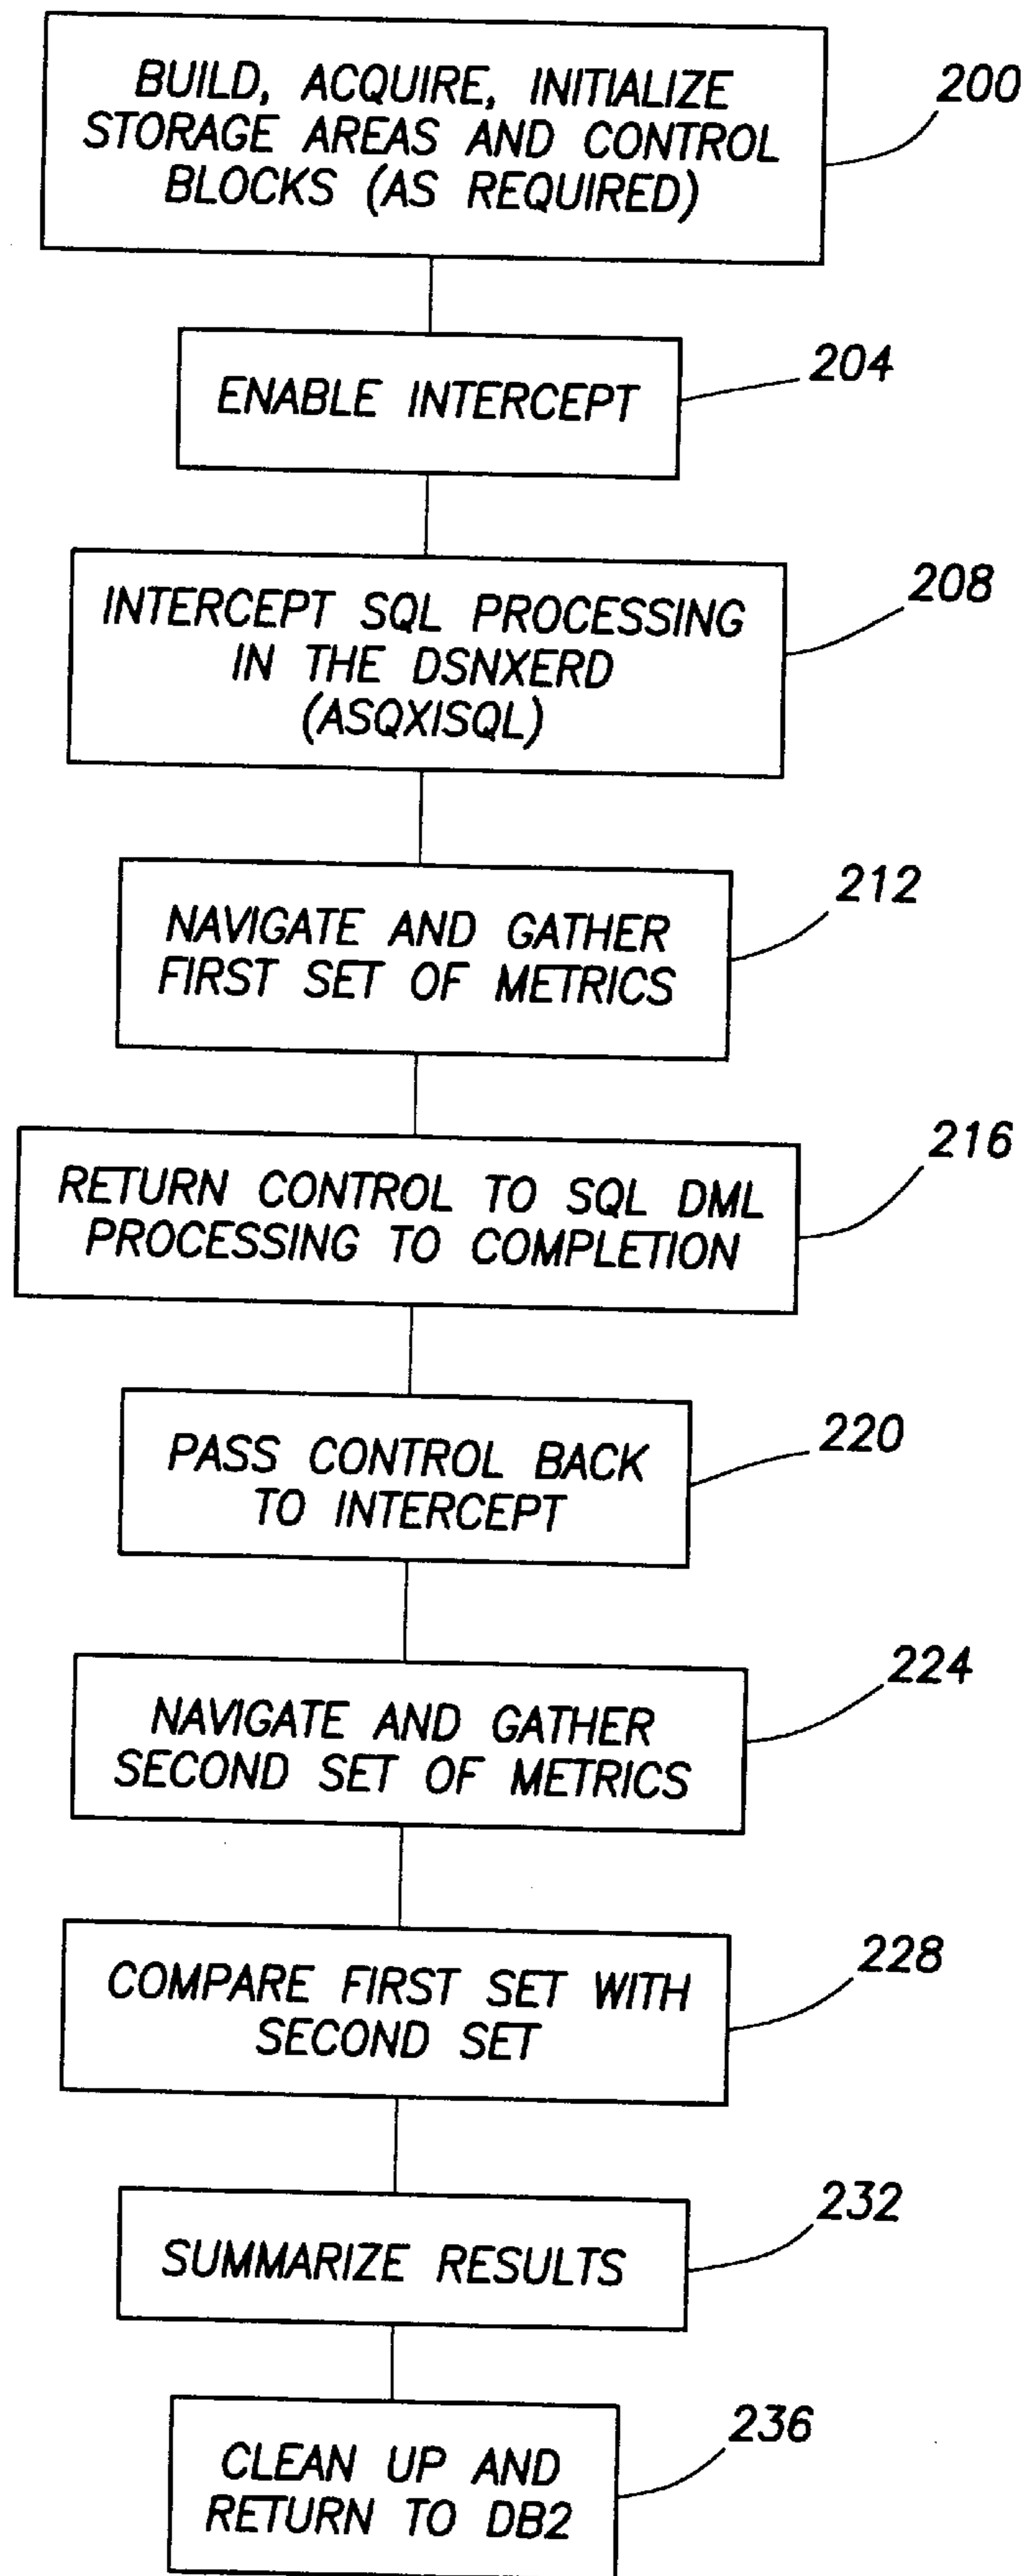 BUILD, ACQUIRE, INITIALIZE
STORAGE AREAS AND CONTROL
BLOCKS (AS REQUIRED)
200
ENABLE INTERCEPT
204
INTERCEPT SQL PROCESSING
IN THE DSNXERD
(ASQXISQL)
208
NAVIGATE AND GATHER
FIRST SET OF METRICS
212
RETURN CONTROL TO SQL DML
PROCESSING TO COMPLETION
216
PASS CONTROL BACK
TO INTERCEPT
220
NAVIGATE AND GATHER
SECOND SET OF METRICS
224
COMPARE FIRST SET WITH
SECOND SET
228
SUMMARIZE RESULTS
232
CLEAN UP AND
RETURN TO DB2
236